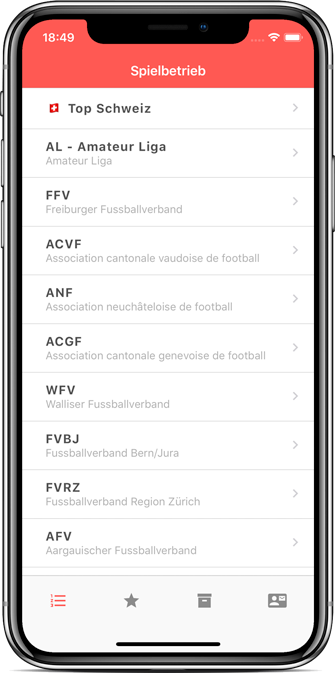 18:49
Spielbetrieb
Top Schweiz
AL - Amateur Liga
Amateur Liga
FFV
Freiburger Fussballverband
ACVF
Association cantonale vaudoise de football
ANF
Association neuchâteloise de football
ACGF
Association cantonale genevoise de football
WFV
Walliser Fussballverband
FVBJ
Fussballverband Bern/Jura
FVRZ
Fussballverband Region Zürich
AFV
Aargauischer Fussballverband